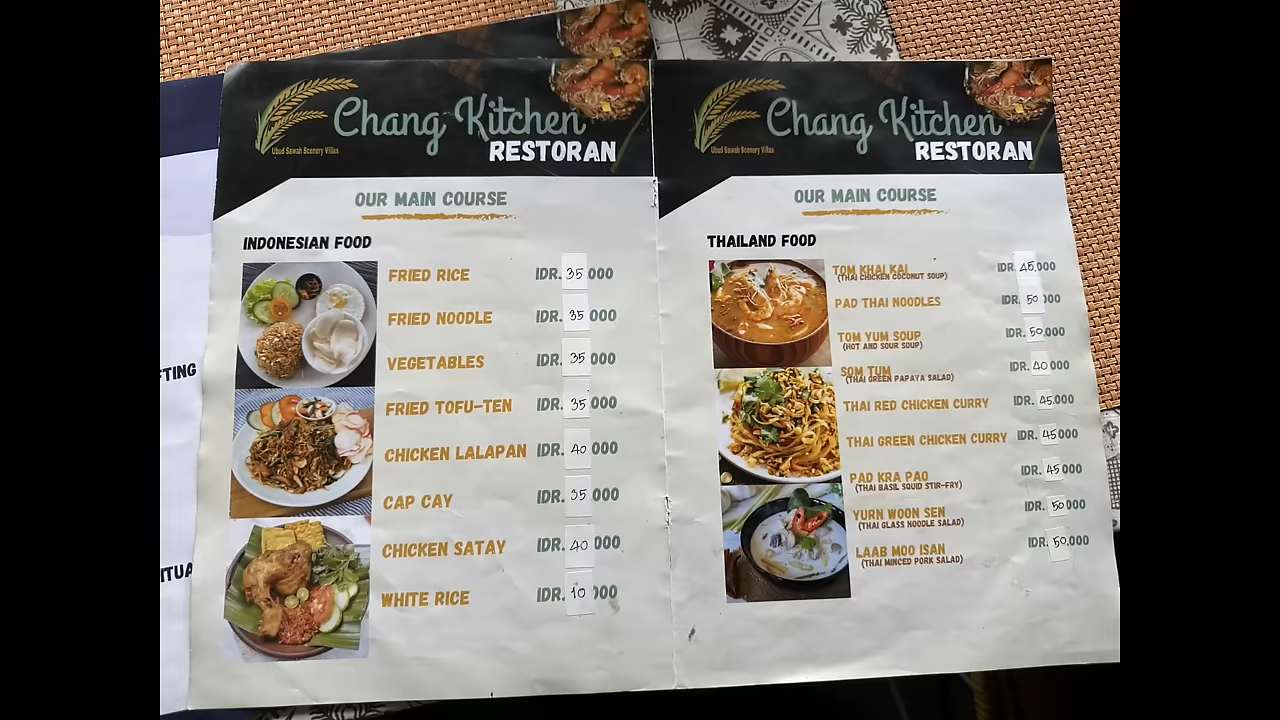 Chang Kitchen
RESTORAN
Ubud Sawah Scenery Villas
OUR MAIN COURSE
INDONESIAN FOOD
FRIED RICE IDR. 35 000
FRIED NOODLE IDR. 35 000
VEGETABLES IDR. 35 000
FRIED TOFU-TEN IDR. 35 000
CHICKEN LALAPAN IDR. 40 000
CAP CAY IDR. 35 000
CHICKEN SATAY IDR. 40 000
WHITE RICE IDR. 10 000
Chang Kitchen
RESTORAN
Ubud Sawah Scenery Villas
OUR MAIN COURSE
THAILAND FOOD
TOM KHAI KAI IDR. 45,000
(THAI CHICKEN COCONUT SOUP)
PAD THAI NOODLES IDR. 50 000
TOM YUM SOUP IDR. 50.000
(HOT AND SOUR SOUP)
SOM TUM IDR. 40 000
(THAI GREEN PAPAYA SALAD)
THAI RED CHICKEN CURRY IDR. 45.000
THAI GREEN CHICKEN CURRY IDR. 45 000
PAD KRA PAO IDR. 45 000
(THAI BASIL SQUID STIR-FRY)
YURN WOON SEN IDR. 50 000
(THAI GLASS NOODLE SALAD)
LAAB MOO ISAN IDR. 50,000
(THAI MINCED PORK SALAD)
FTING
ITUA